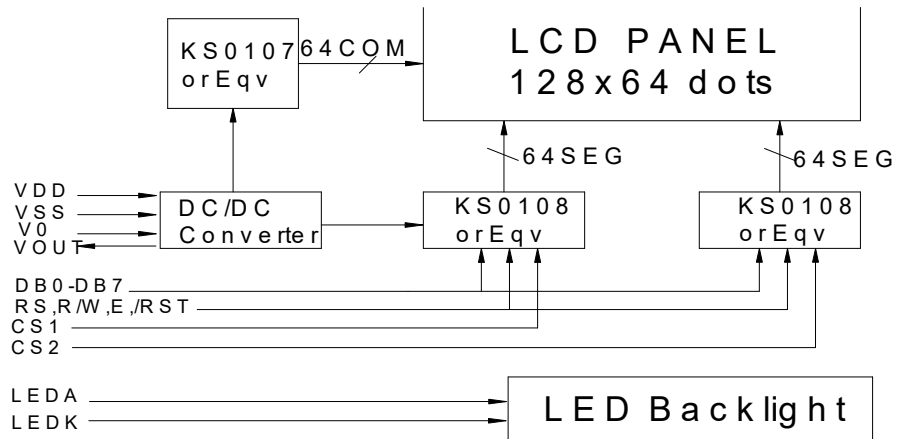 KS0107
orEqv
64COM
LCD PANEL
128x64 dots
64SEG
64SEG
VDD
VSS
V0
VOUT
DC/DC
Converter
KS0108
orEqv
KS0108
orEqv
DB0-DB7
RS,R/W,E,/RST
CS1
CS2
LEDA
LEDK
LED Backlight